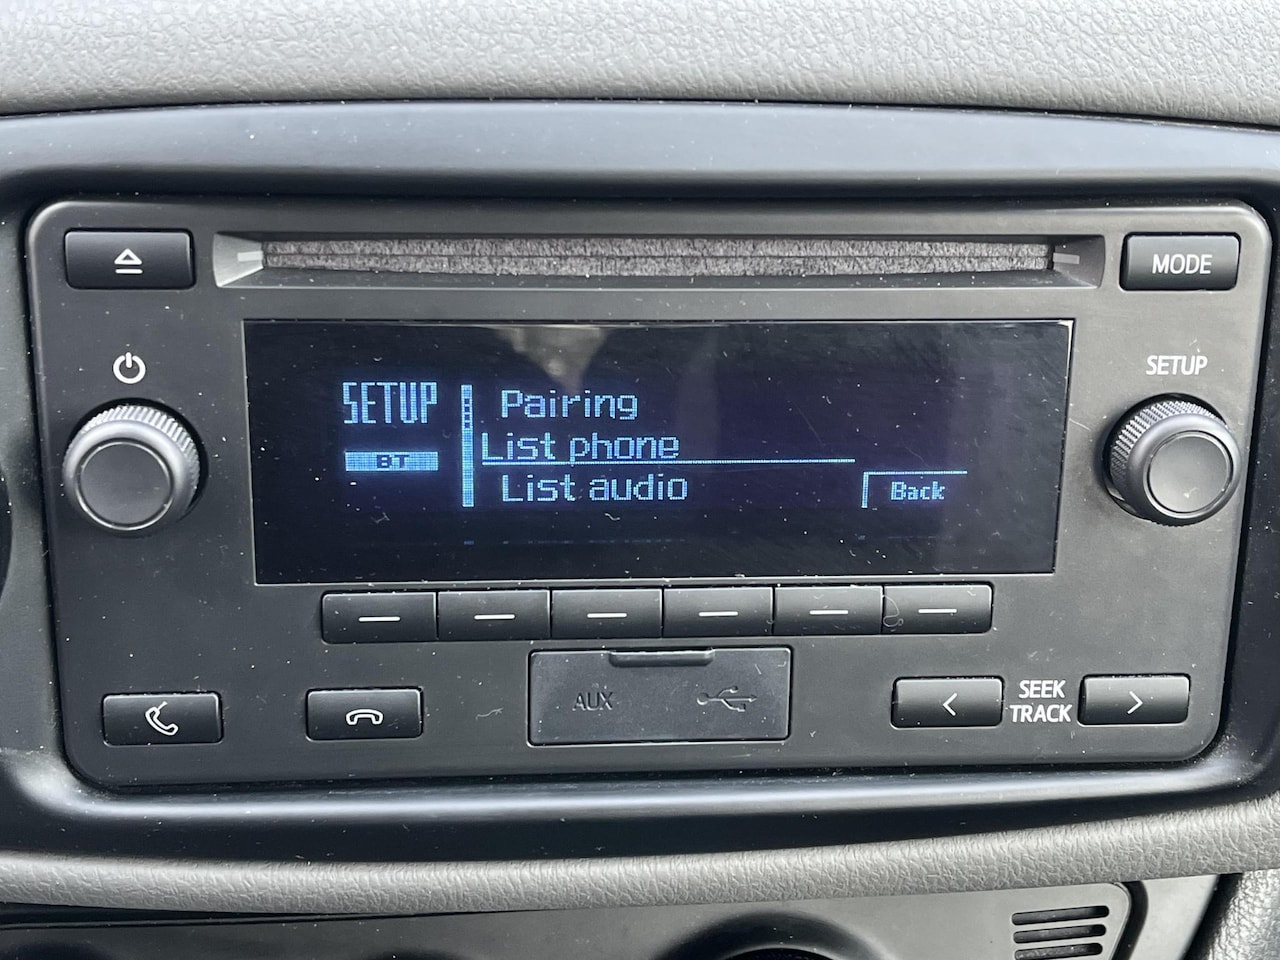 MODE
SETUP
SETUP
Pairing
List phone
BT
List audio
Back
AUX
SEEK
TRACK